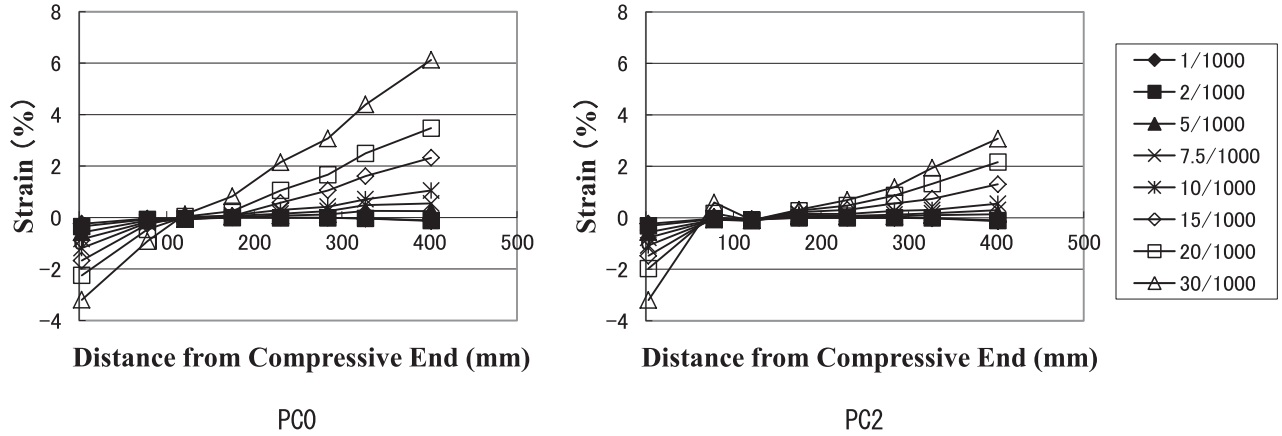 8
6
4
2
0
−2
−4
100 200 300 400 500
Strain (%)
Distance from Compressive End (mm)
PC0
8
6
4
2
0
−2
−4
100 200 300 400 500
Strain (%)
Distance from Compressive End (mm)
PC2
1/1000
2/1000
5/1000
7.5/1000
10/1000
15/1000
20/1000
30/1000